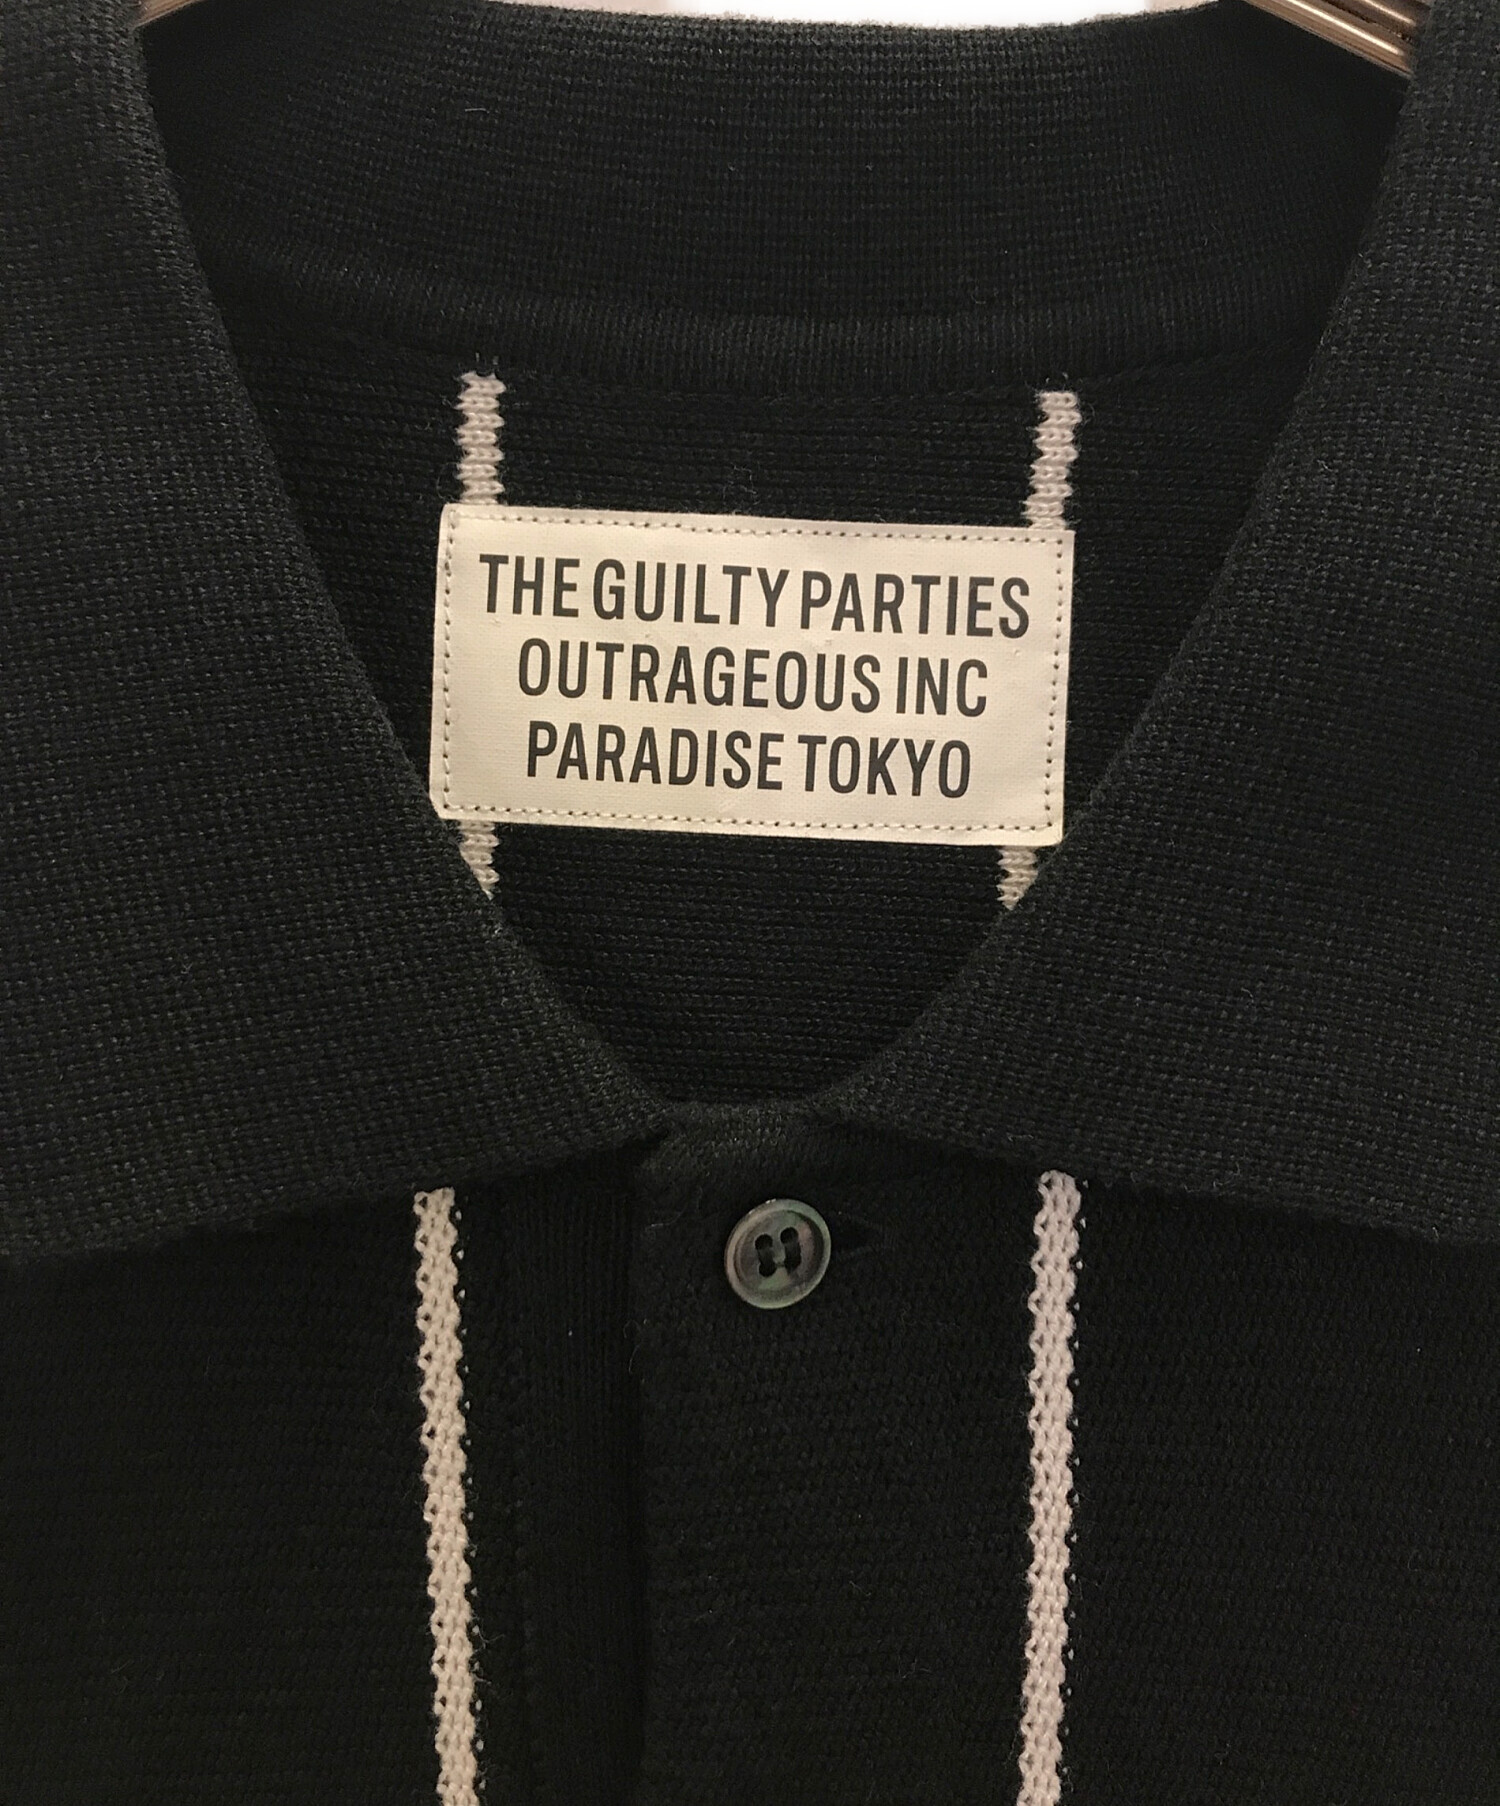 THE GUILTY PARTIES
OUTRAGEOUS INC
PARADISE TOKYO